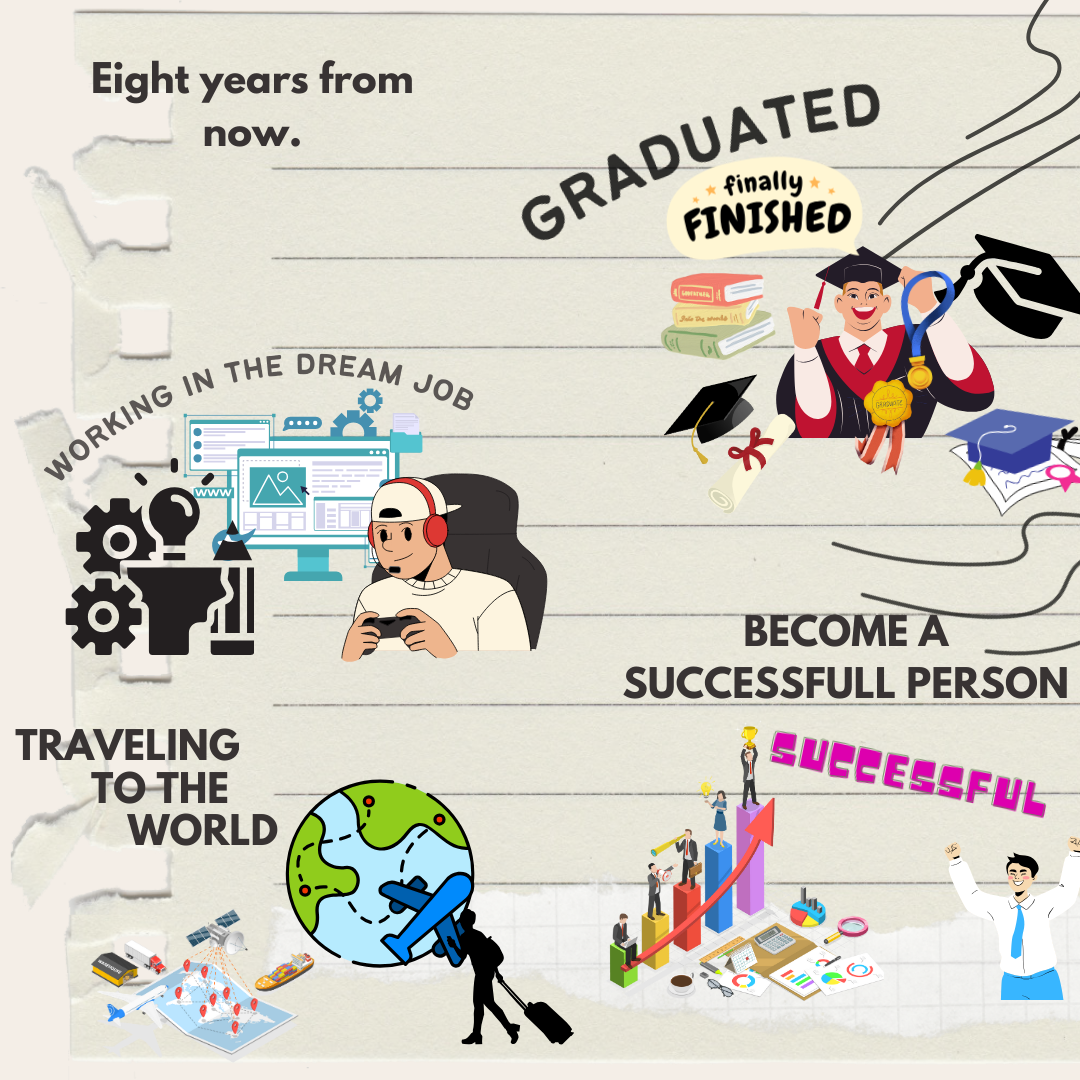 Eight years from
now.
GRADUATED
finally
FINISHED
GRADUATE
WORKING IN THE DREAM JOB
WWW
BECOME A
SUCCESSFULL PERSON
SUCCESSFUL
TRAVELING
TO THE
WORLD